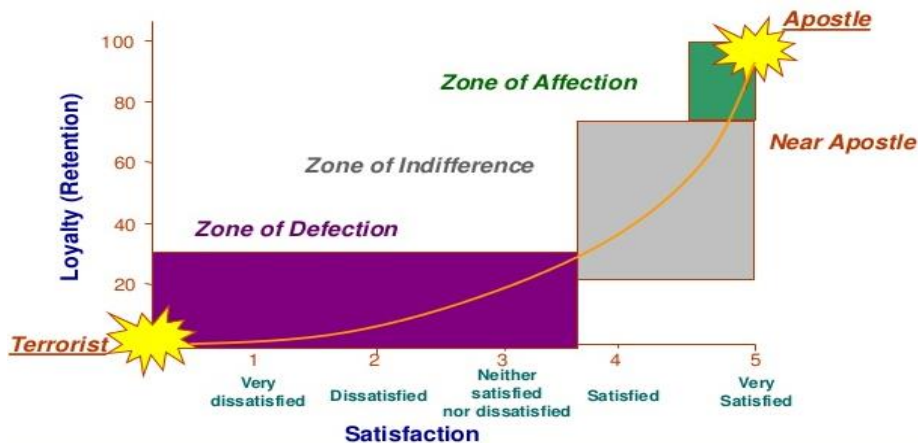 Apostle
100
Zone of Affection
80
Near Apostle
Zone of Indifference
60
Loyalty (Retention)
40
Zone of Defection
20
Terrorist
1
2
3
4
5
Very
dissatisfied
Dissatisfied
Neither
satisfied
nor dissatisfied
Satisfied
Very
Satisfied
Satisfaction